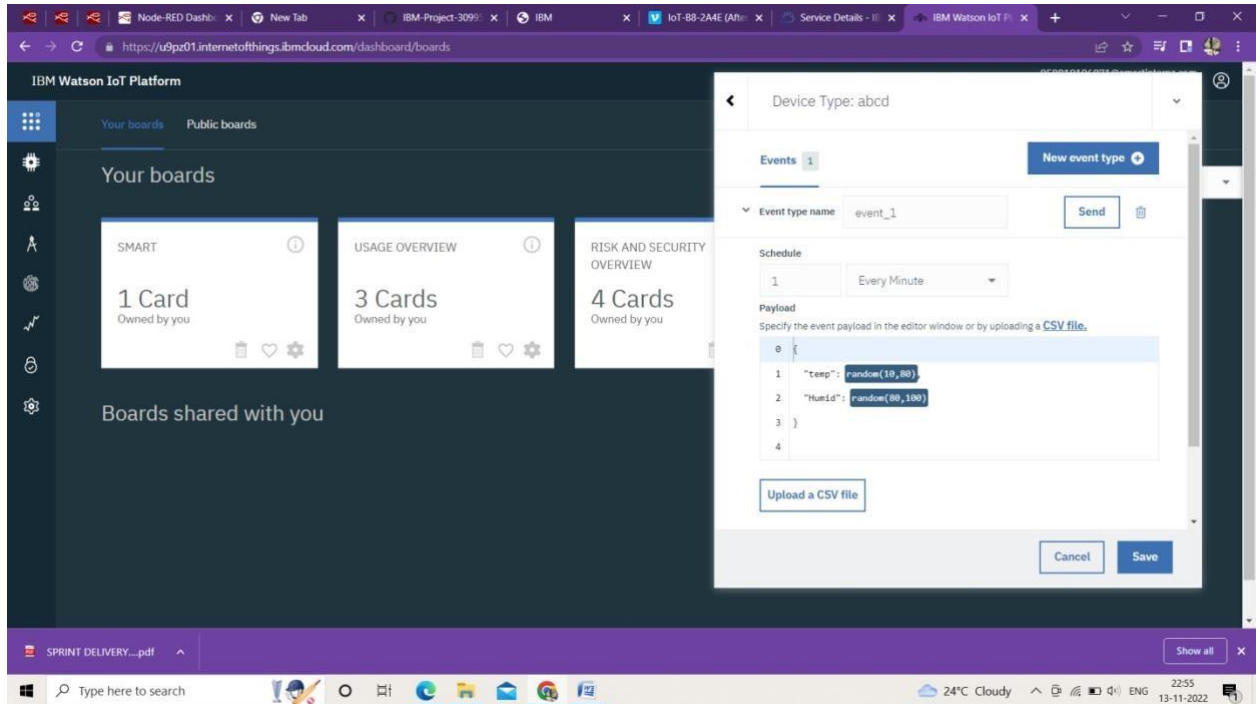 Node-RED Dashbo
New Tab
IBM-Project-3099
IBM
IoT-B8-2A4E (Afte
Service Details - I
IBM Watson IoT Pl
https://u9pz01.internetofthings.ibmcloud.com/dashboard/boards
IBM Watson IoT Platform
Your boards
Public boards
Your boards
SMART
1 Card
Owned by you
USAGE OVERVIEW
3 Cards
Owned by you
RISK AND SECURITY
OVERVIEW
4 Cards
Owned by you
Boards shared with you
Device Type: abcd
Events 1
New event type
Event type name event_1
Send
Schedule
1 Every Minute
Payload
Specify the event payload in the editor window or by uploading a CSV file.
0 {
1 "temp": random(10,80),
2 "Humid": random(80,100)
3 }
4
Upload a CSV file
Cancel
Save
SPRINT DELIVERY....pdf
Show all
Type here to search
24°C Cloudy
ENG
22:55
13-11-2022
1